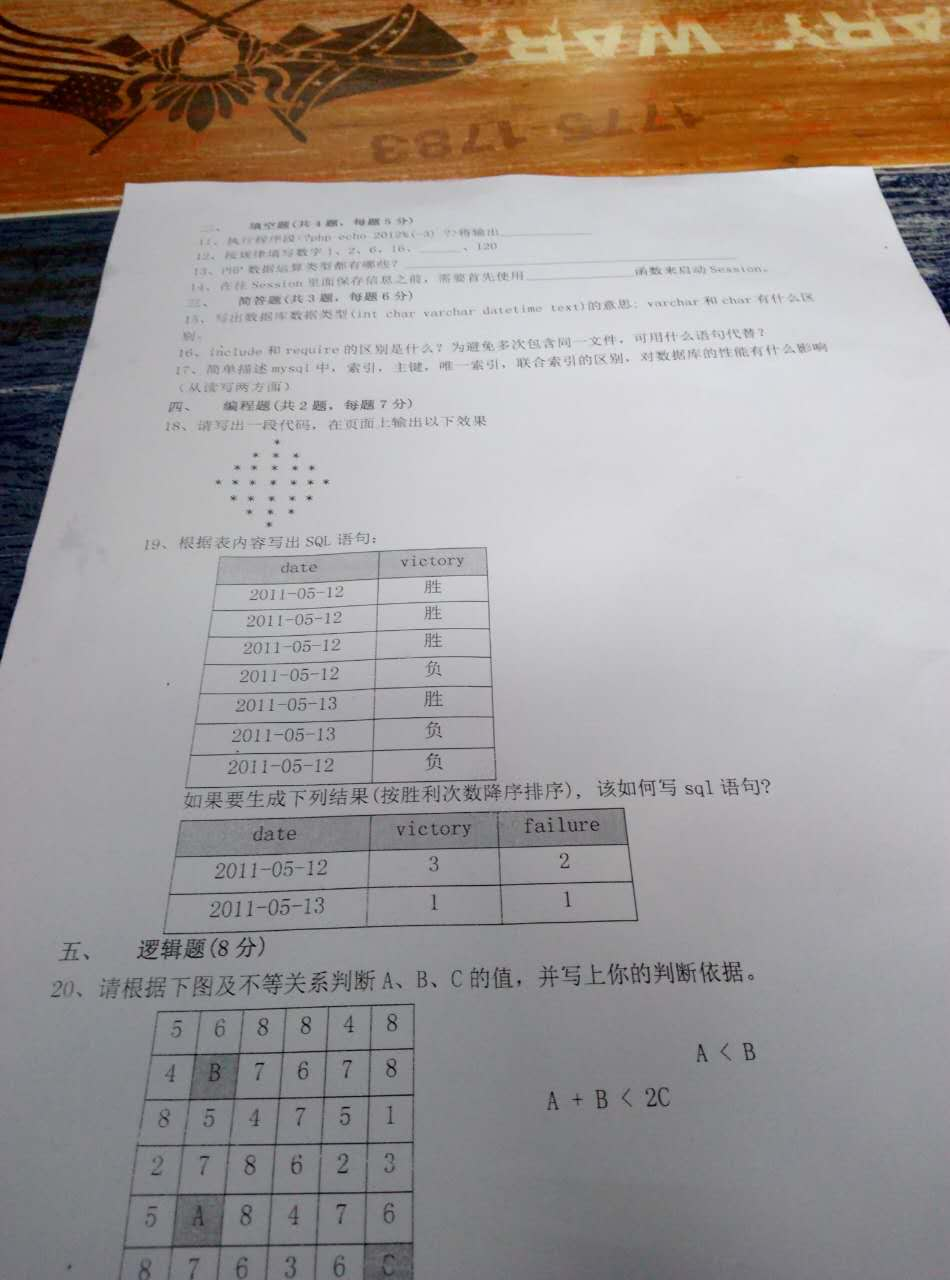 ARY WAR
1775-1783
二、 填空题(共4题，每题5分)
11、执行程序段<?php echo 2012%(-3) ?>将输出
12、按规律填写数字1、2、6、16、______、120
13、PHP数据运算类型都有哪些?
14、在往Session里面保存信息之前，需要首先使用______函数来启动Session。
三、 简答题(共3题，每题6分)
15、写出数据库数据类型(int char varchar datetime text)的意思; varchar和char有什么区
别。
16、include和require的区别是什么? 为避免多次包含同一文件，可用什么语句代替?
17、简单描述mysql中，索引，主键，唯一索引，联合索引的区别，对数据库的性能有什么影响
(从读写两方面)
四、 编程题(共2题，每题7分)
18、请写出一段代码，在页面上输出以下效果
*
* * *
* * * * *
* * * * * * *
* * * * *
* * *
*
19、根据表内容写出SQL语句:
date victory
2011-05-12 胜
2011-05-12 胜
2011-05-12 胜
2011-05-12 负
2011-05-13 胜
2011-05-13 负
2011-05-12 负
如果要生成下列结果(按胜利次数降序排序)，该如何写sql语句?
date victory failure
2011-05-12 3 2
2011-05-13 1 1
五、 逻辑题(8分)
20、请根据下图及不等关系判断A、B、C的值，并写上你的判断依据。
5 6 8 8 4 8
4 B 7 6 7 8
8 5 4 7 5 1
2 7 8 6 2 3
5 A 8 4 7 6
8 7 6 3 6 C
A < B
A + B < 2C